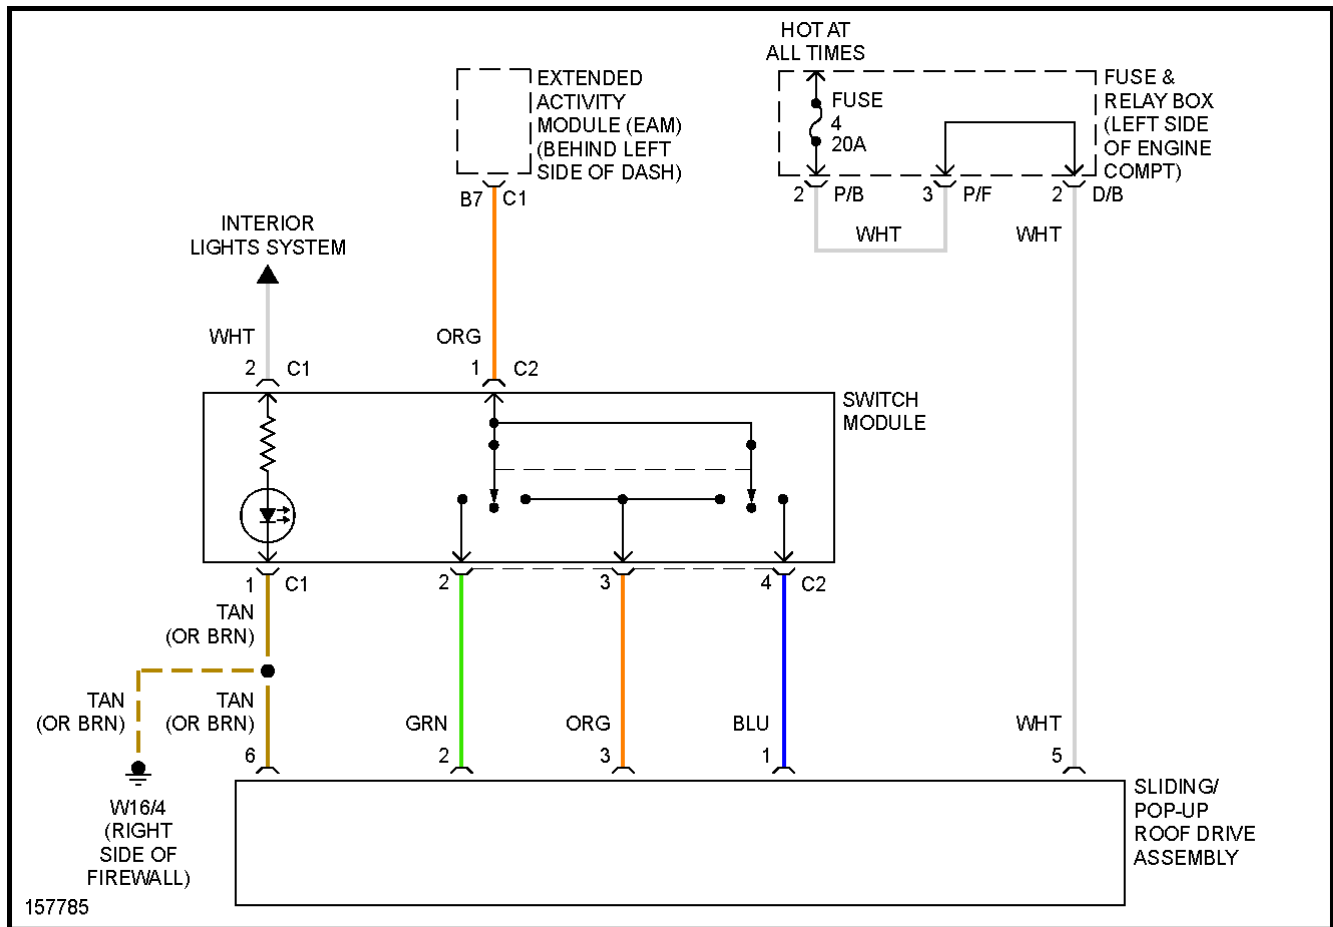 HOT AT
ALL TIMES
EXTENDED
ACTIVITY
MODULE (EAM)
(BEHIND LEFT
SIDE OF DASH)
FUSE
4
20A
FUSE &
RELAY BOX
(LEFT SIDE
OF ENGINE
COMPT)
B7 C1
2 P/B
3 P/F
2 D/B
WHT
WHT
INTERIOR
LIGHTS SYSTEM
WHT
2 C1
ORG
1 C2
SWITCH
MODULE
1 C1
2
3
4 C2
TAN
(OR BRN)
TAN
(OR BRN)
TAN
(OR BRN)
GRN
ORG
BLU
WHT
6
2
3
1
5
W16/4
(RIGHT
SIDE OF
FIREWALL)
SLIDING/
POP-UP
ROOF DRIVE
ASSEMBLY
157785